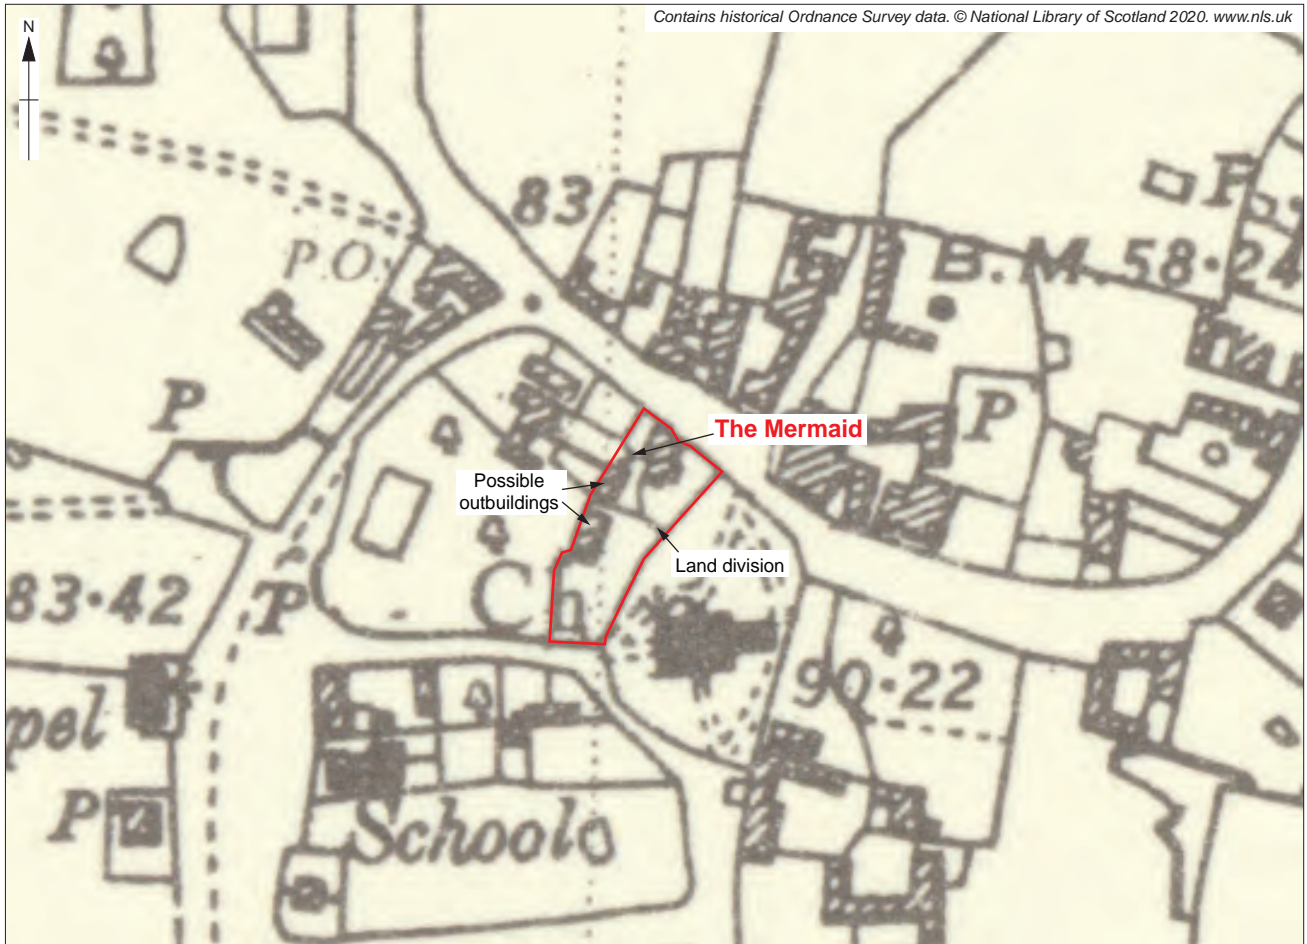 Contains historical Ordnance Survey data. © National Library of Scotland 2020. www.nls.uk
N
83
P.O.
P
B.M. 58·24
P
The Mermaid
P
Possible
outbuildings
Land division
Ch
83·42
P
90·22
pel
P
School